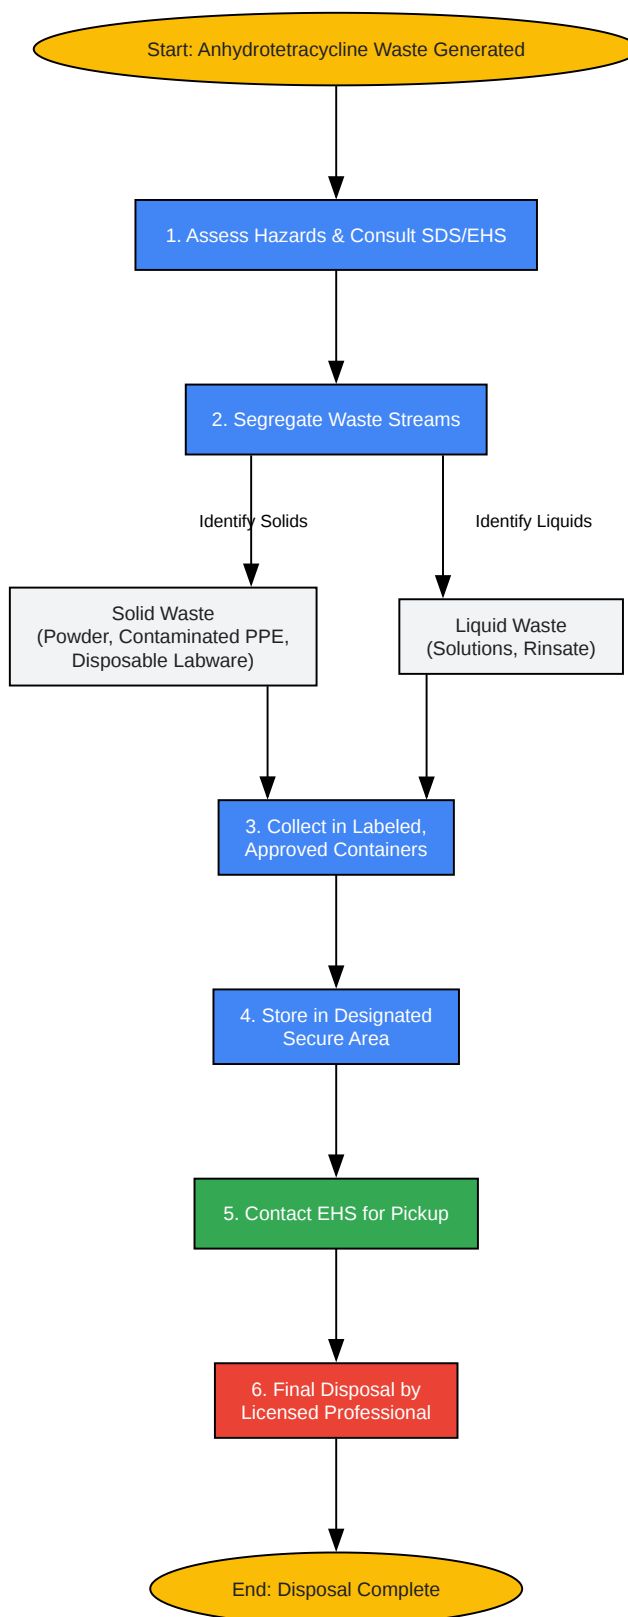 Start: Anhydrotetracycline Waste Generated
1. Assess Hazards & Consult SDS/EHS
2. Segregate Waste Streams
Identify Solids
Identify Liquids
Solid Waste
(Powder, Contaminated PPE,
Disposable Labware)
Liquid Waste
(Solutions, Rinsate)
3. Collect in Labeled,
Approved Containers
4. Store in Designated
Secure Area
5. Contact EHS for Pickup
6. Final Disposal by
Licensed Professional
End: Disposal Complete